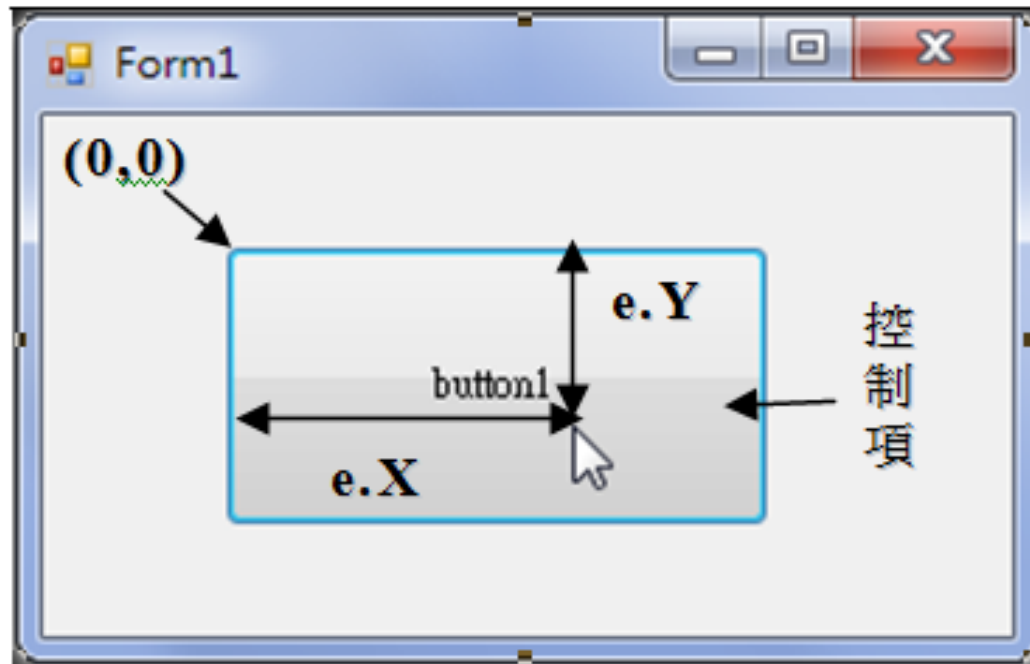 Form1
(0,0)
e.Y
button1
e.X
控制項